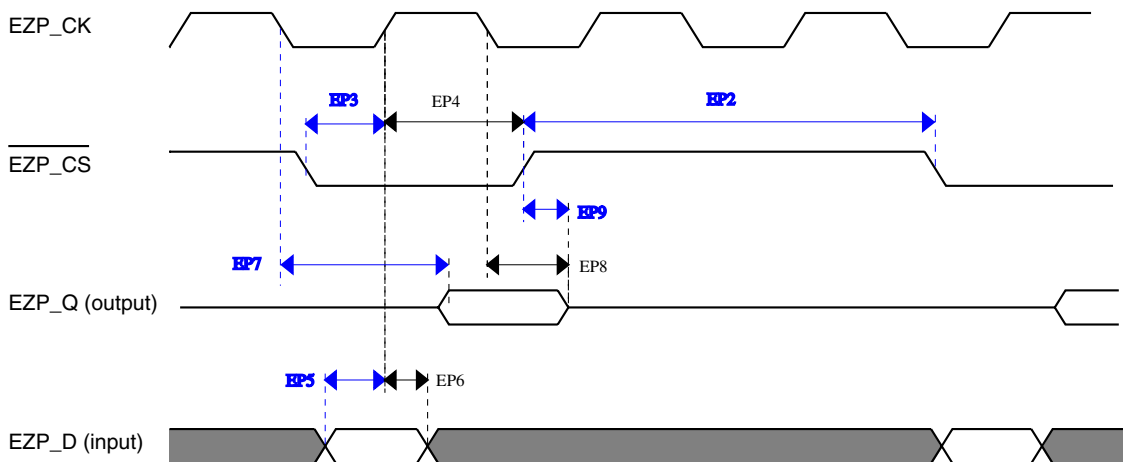 EZP_CK
EP3 EP4 EP2
EZP_CS
EP9
EP7 EP8
EZP_Q (output)
EP5 EP6
EZP_D (input)